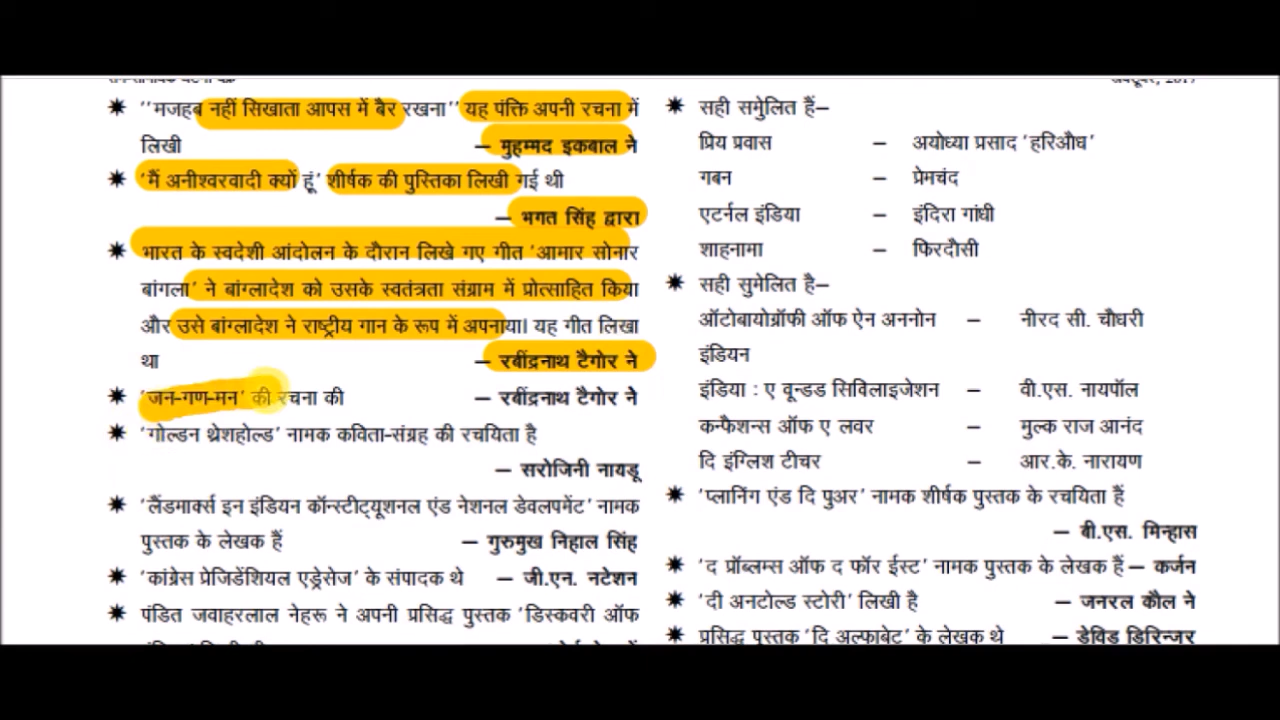 ''मजहब नहीं सिखाता आपस में बैर रखना'' यह पंक्ति अपनी रचना में
लिखी – मुहम्मद इकबाल ने
'मैं अनीश्वरवादी क्यों हूं' शीर्षक की पुस्तिका लिखी गई थी
– भगत सिंह द्वारा
भारत के स्वदेशी आंदोलन के दौरान लिखे गए गीत 'आमार सोनार
बांगला' ने बांग्लादेश को उसके स्वतंत्रता संग्राम में प्रोत्साहित किया
और उसे बांग्लादेश ने राष्ट्रीय गान के रूप में अपनाया। यह गीत लिखा
था – रबींद्रनाथ टैगोर ने
'जन-गण-मन' की रचना की – रबींद्रनाथ टैगोर ने
'गोल्डन थ्रेशहोल्ड' नामक कविता-संग्रह की रचयिता है
– सरोजिनी नायडू
'लैंडमार्क्स इन इंडियन कॉन्स्टीट्यूशनल एंड नेशनल डेवलपमेंट' नामक
पुस्तक के लेखक हैं – गुरुमुख निहाल सिंह
'कांग्रेस प्रेजिडेंशियल एड्रेसेज' के संपादक थे – जी.एन. नटेशन
पंडित जवाहरलाल नेहरू ने अपनी प्रसिद्ध पुस्तक 'डिस्कवरी ऑफ
सही समुेलित हैं–
प्रिय प्रवास – अयोध्या प्रसाद 'हरिऔध'
गबन – प्रेमचंद
एटर्नल इंडिया – इंदिरा गांधी
शाहनामा – फिरदौसी
सही सुमेलित है–
ऑटोबायोग्रॉफी ऑफ ऐन अननोन – नीरद सी. चौघरी
इंडियन
इंडिया : ए वून्डड सिविलाइजेशन – वी.एस. नायपॉल
कन्फैशन्स ऑफ ए लवर – मुल्क राज आनंद
दि इंग्लिश टीचर – आर.के. नारायण
'प्लानिंग एंड दि पुअर' नामक शीर्षक पुस्तक के रचयिता हैं
– बी.एस. मिन्हास
'द प्रॉब्लम्स ऑफ द फॉर ईस्ट' नामक पुस्तक के लेखक हैं – कर्जन
'दी अनटोल्ड स्टोरी' लिखी है – जनरल कौल ने
प्रसिद्ध पुस्तक 'दि अल्फाबेट' के लेखक थे – डेविड डिरिन्जर